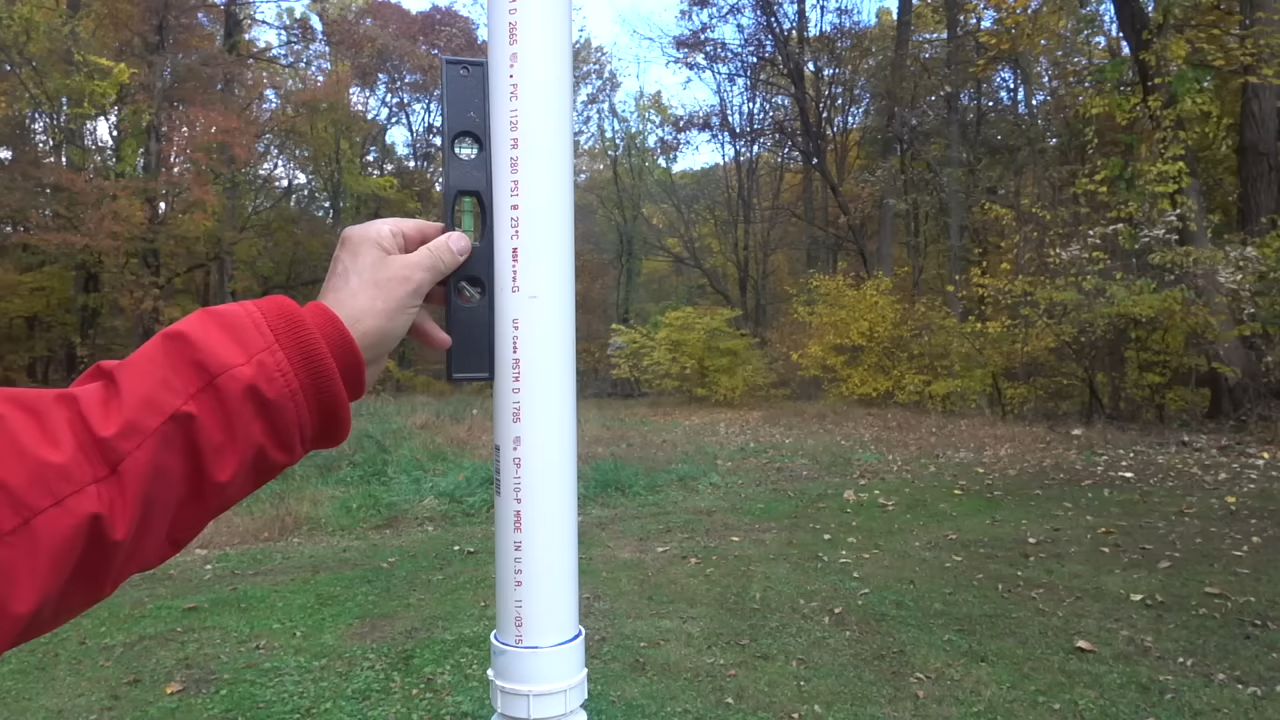 D 2665 PVC 1120 PR 280 PSI @ 23°C NSF®PW-G U.P. Code ASTM D 1785 CP-110-P MADE IN U.S.A. 11/03/15